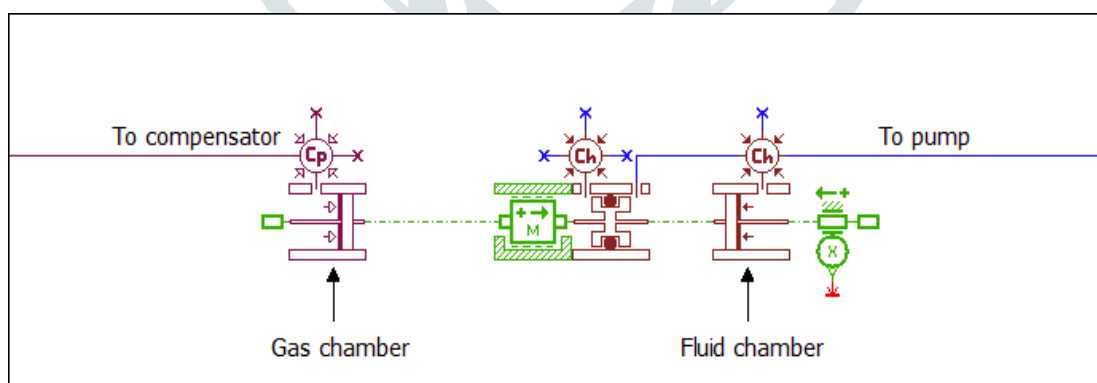 To compensator
To pump
Cp
Ch
Ch
M
X
Gas chamber
Fluid chamber